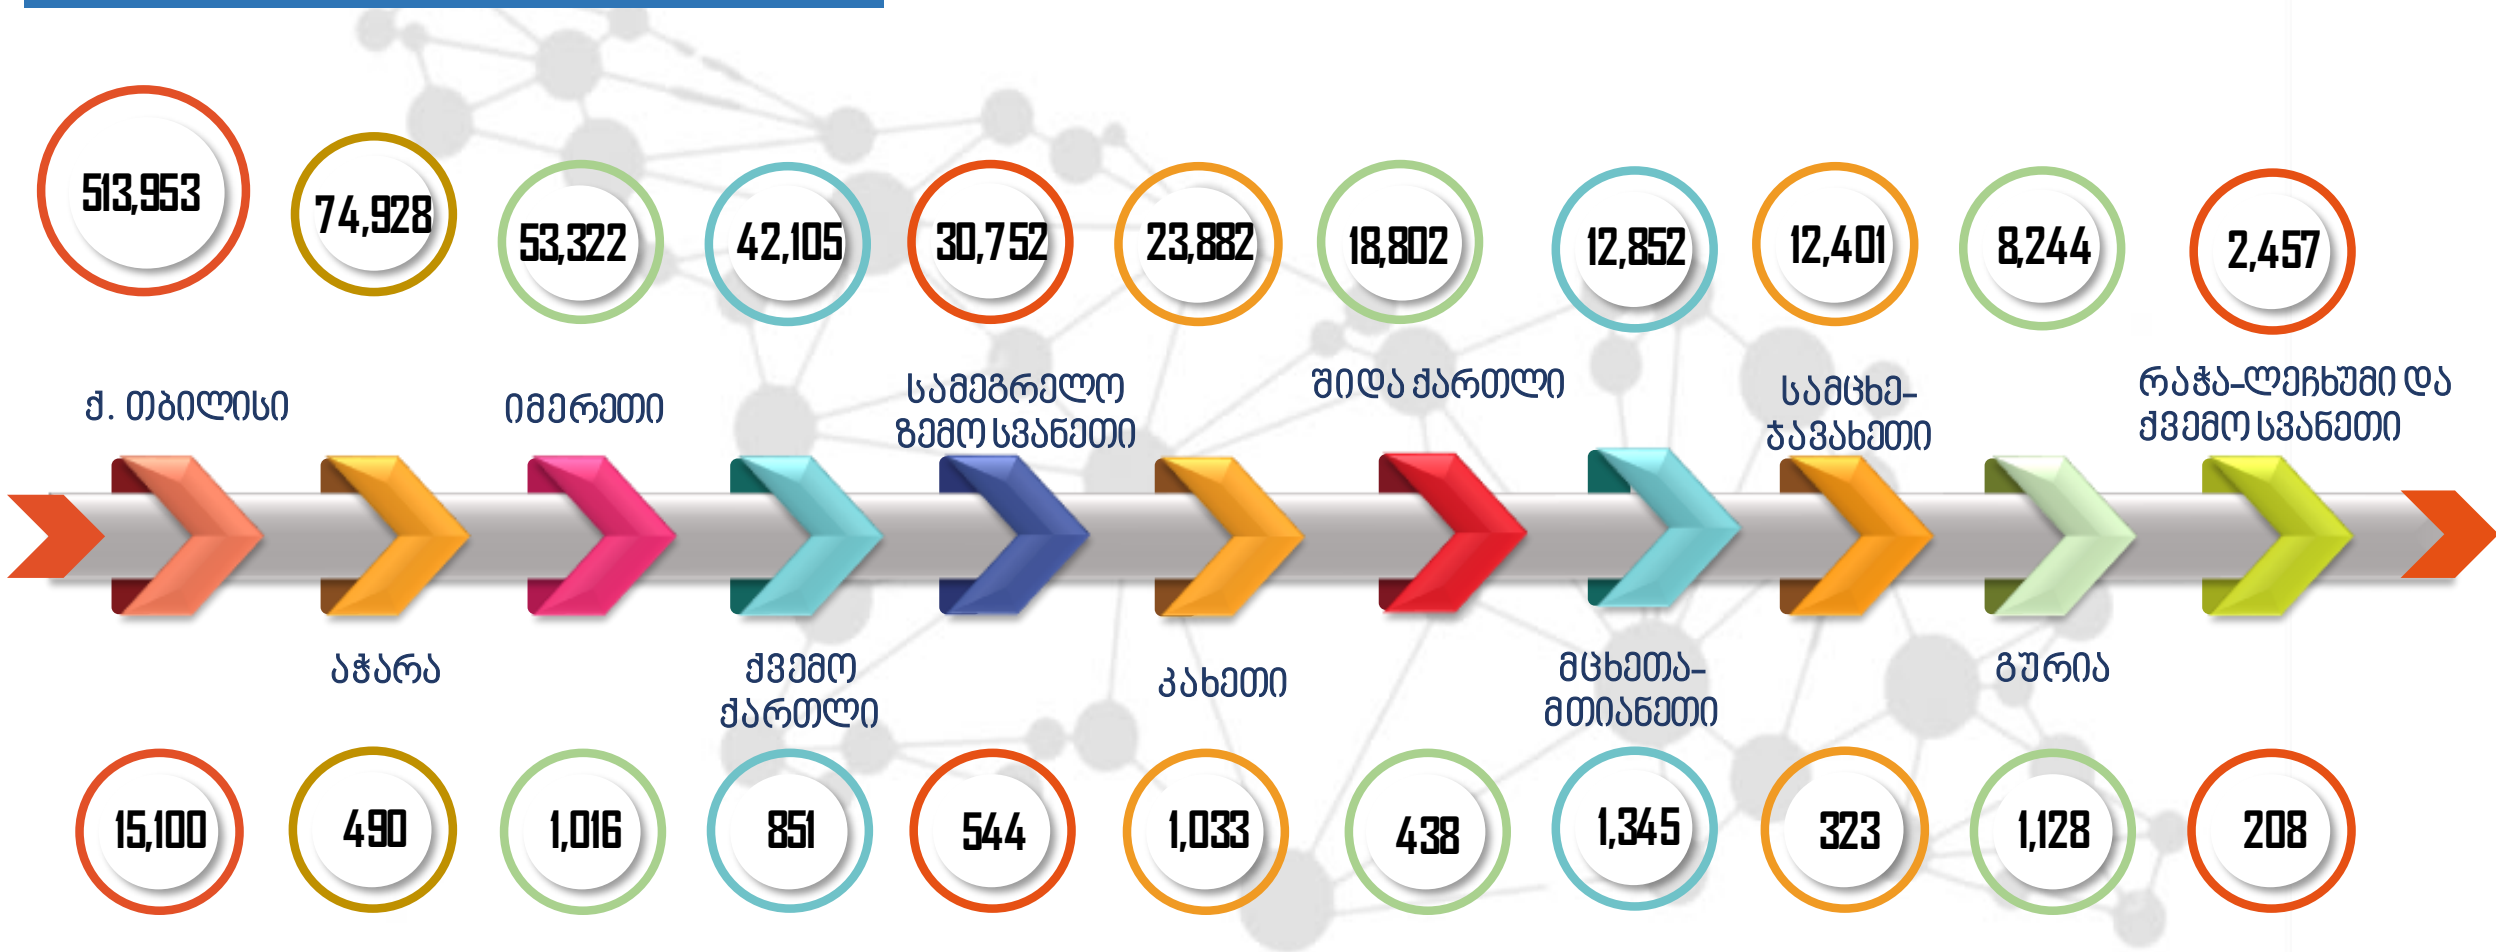 513,953
74,928
53,322
42,105
30,752
23,882
18,802
12,852
12,401
8,244
2,457
ქ. თბილისი
იმერეთი
სამეგრელო
ზემო სვანეთი
შიდა ქართლი
სამცხე-
ჯავახეთი
რაჭა-ლეჩხუმი და
ქვემო სვანეთი
აჭარა
ქვემო
ქართლი
კახეთი
მცხეთა-
მთიანეთი
გურია
15,100
490
1,016
851
544
1,033
438
1,345
323
1,128
208